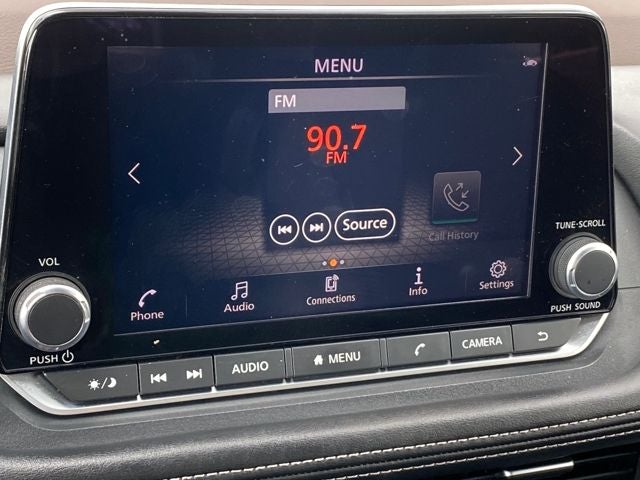 MENU
FM
90.7
FM
Source
Call History
TUNE·SCROLL
VOL
Phone
Audio
Connections
Info
Settings
PUSH
PUSH SOUND
AUDIO
MENU
CAMERA